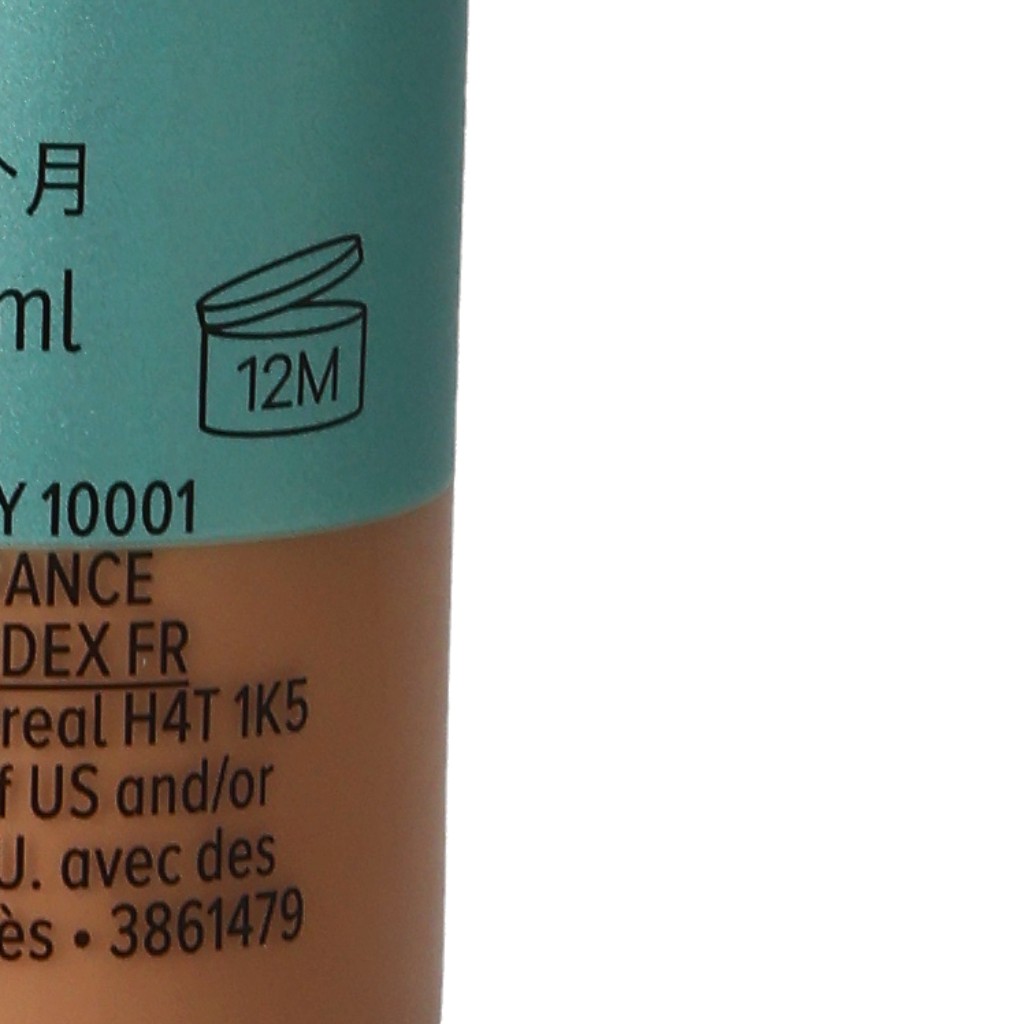 个月
ml
12M
Y 10001
ANCE
DEX FR
real H4T 1K5
f US and/or
U. avec des
ès • 3861479